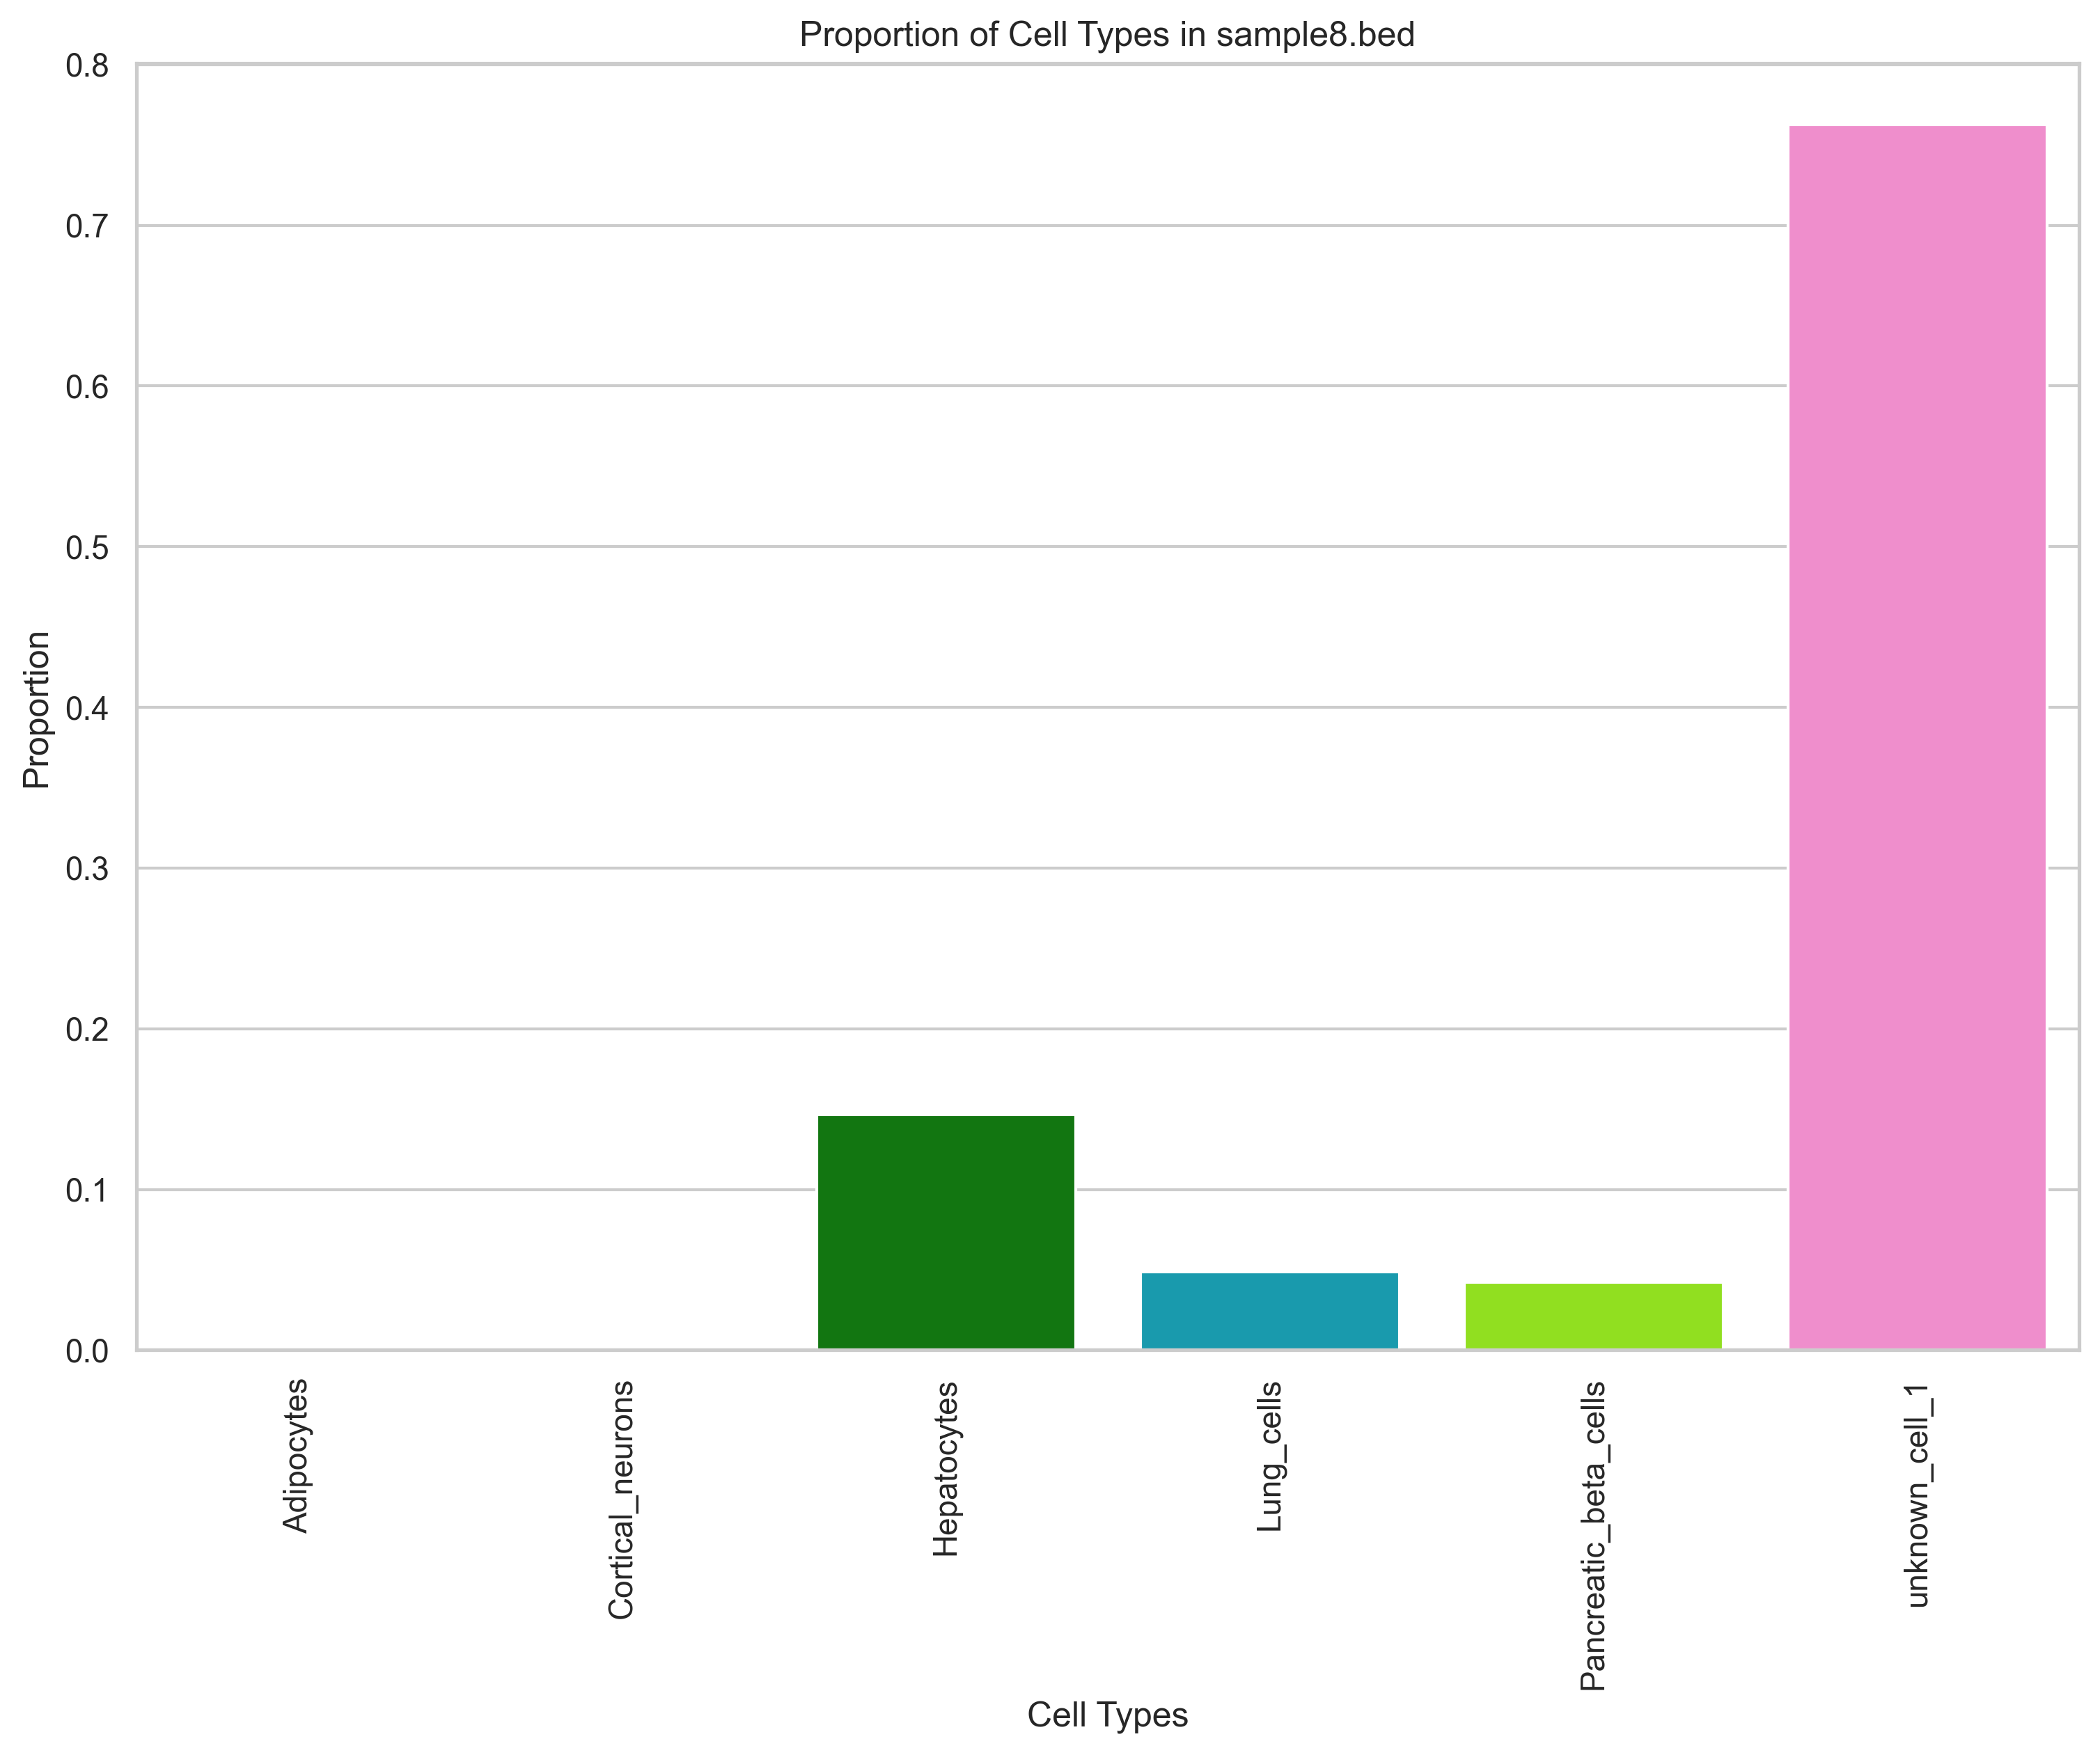 Proportion of Cell Types in sample8.bed
0.8
0.7
0.6
0.5
0.4
0.3
0.2
0.1
0.0
Proportion
Adipocytes
Cortical_neurons
Hepatocytes
Lung_cells
Pancreatic_beta_cells
unknown_cell_1
Cell Types